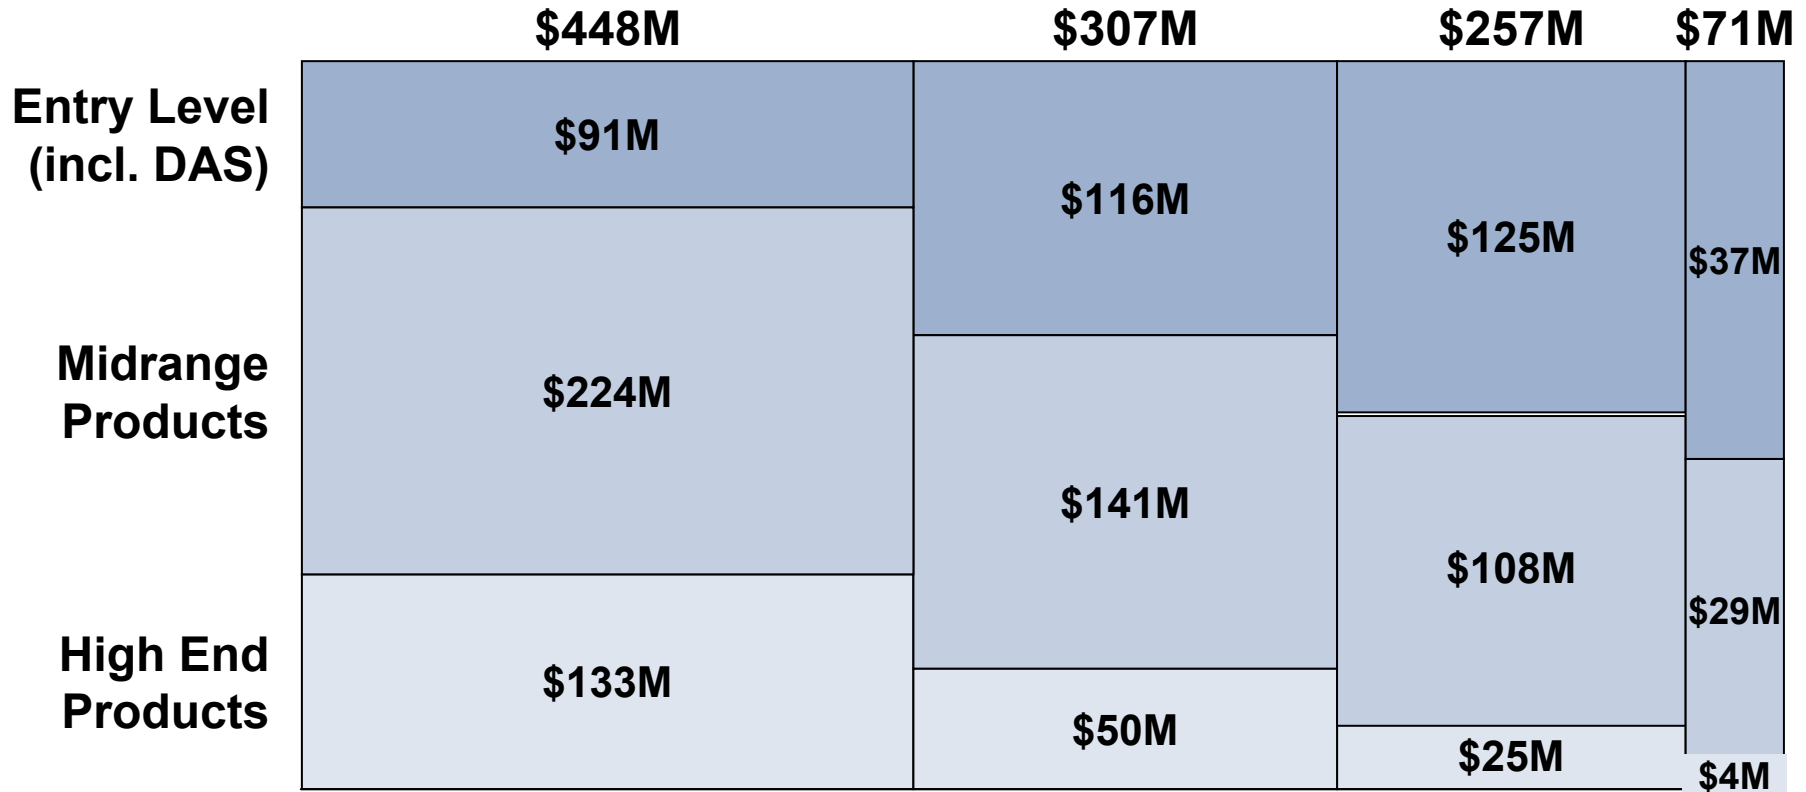 $448M $307M $257M $71M
Entry Level
(incl. DAS)
$91M $116M $125M $37M
Midrange
Products
$224M $141M $108M $29M
High End
Products
$133M $50M $25M $4M